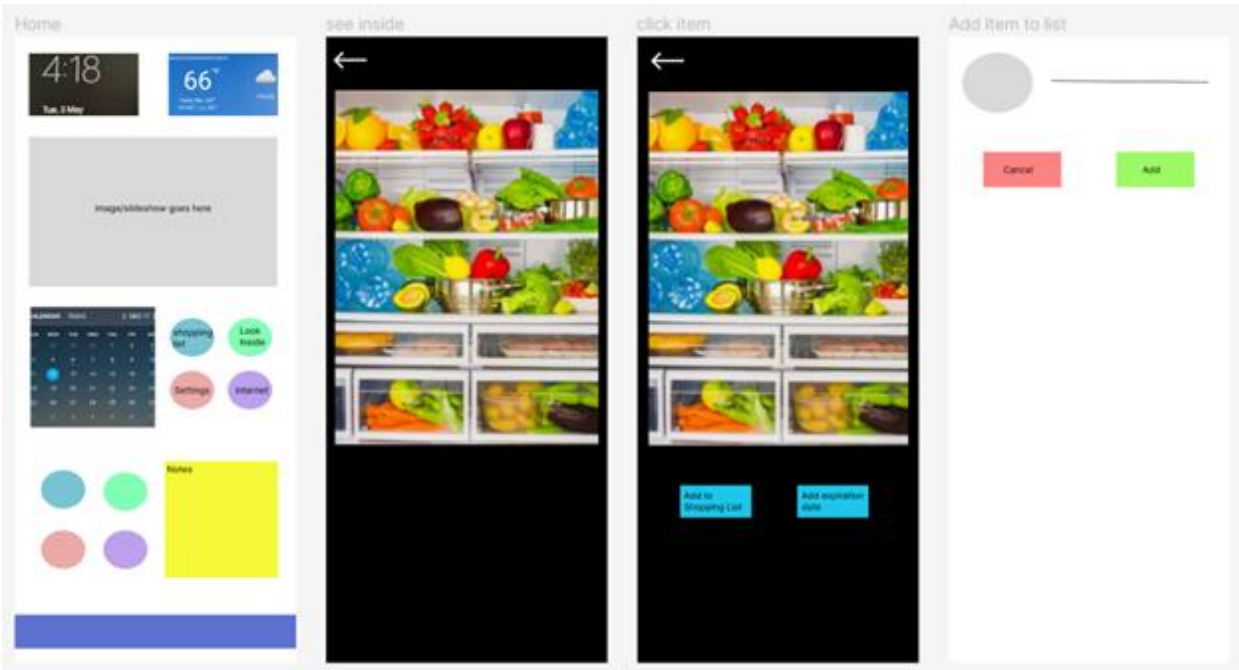 Home
see inside
click item
Add item to list
4:18
Tue, 3 May
66°
image/slideshow goes here
CALENDAR
shopping
list
Look
Inside
Settings
Internet
Notes
Add to
Shopping List
Add expiration
date
Cancel
Add